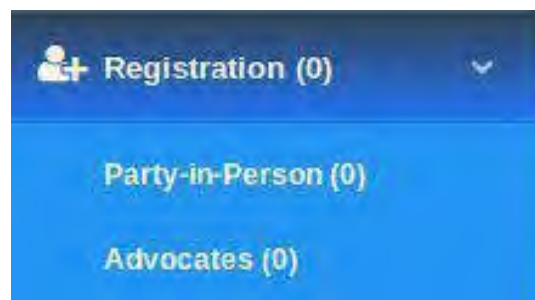 Registration (0)
Party-in-Person (0)
Advocates (0)